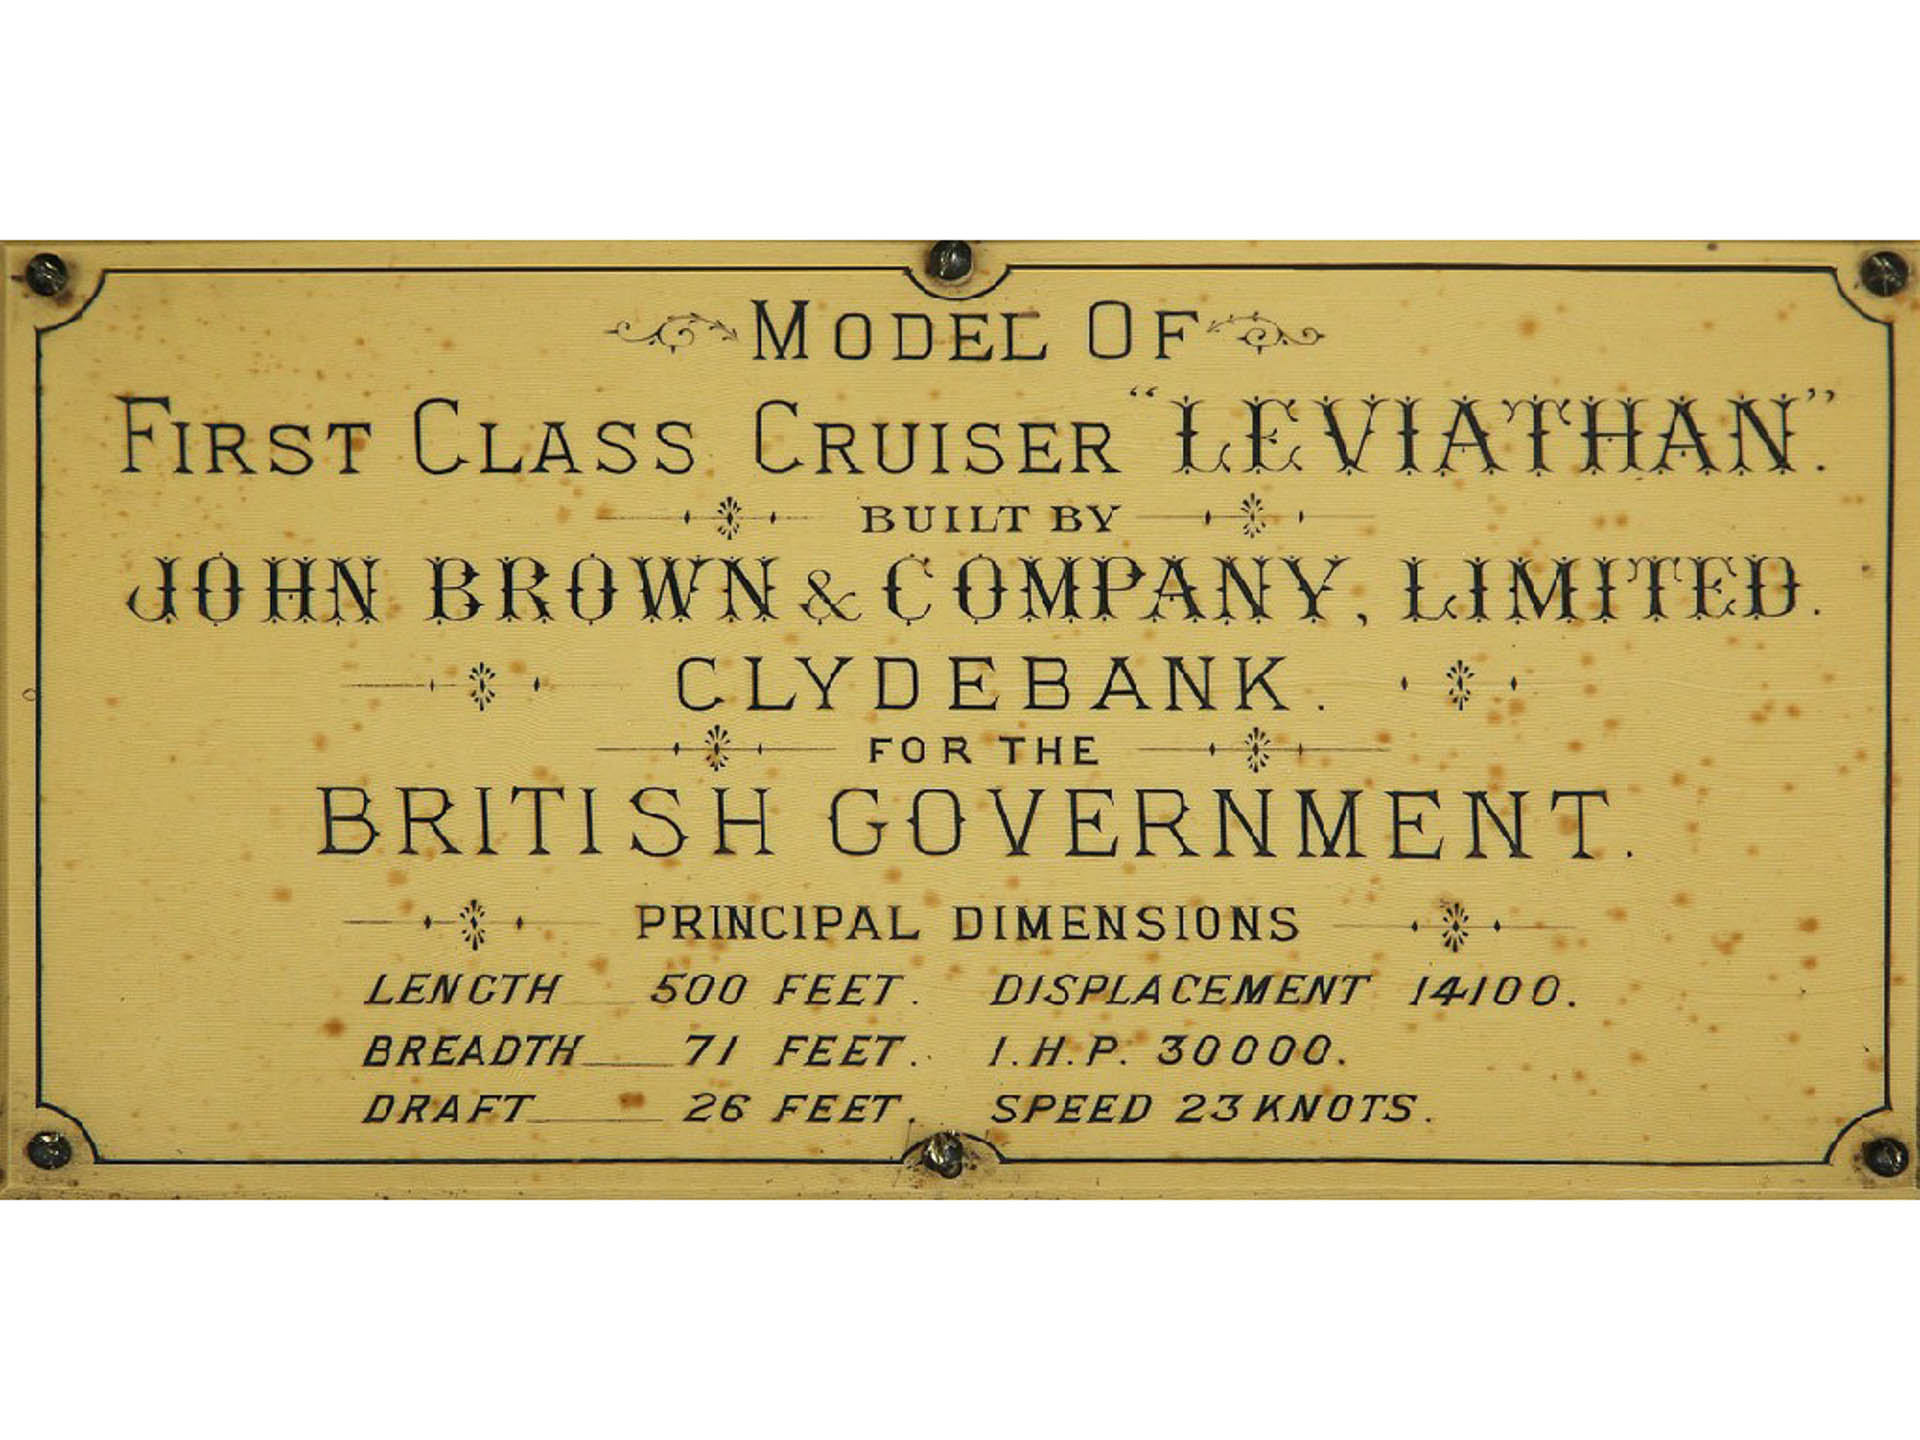 MODEL OF
FIRST CLASS CRUISER "LEVIATHAN".
BUILT BY
JOHN BROWN & COMPANY, LIMITED.
CLYDEBANK.
FOR THE
BRITISH GOVERNMENT.
PRINCIPAL DIMENSIONS
LENGTH 500 FEET. DISPLACEMENT 14100.
BREADTH 71 FEET. I.H.P. 30000.
DRAFT 26 FEET. SPEED 23 KNOTS.